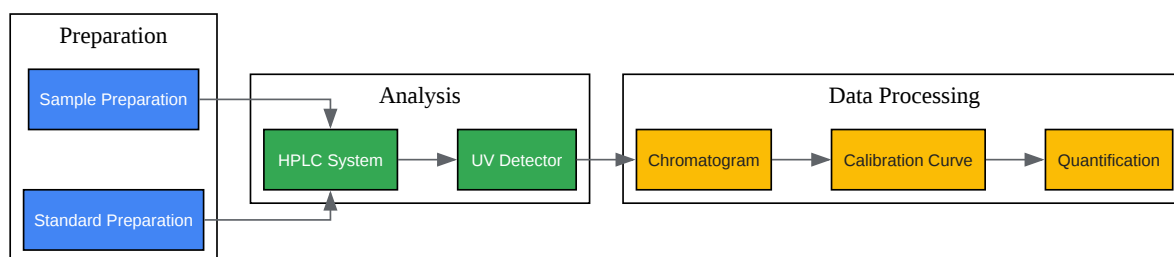 Preparation
Sample Preparation
Standard Preparation
Analysis
HPLC System
UV Detector
Data Processing
Chromatogram
Calibration Curve
Quantification